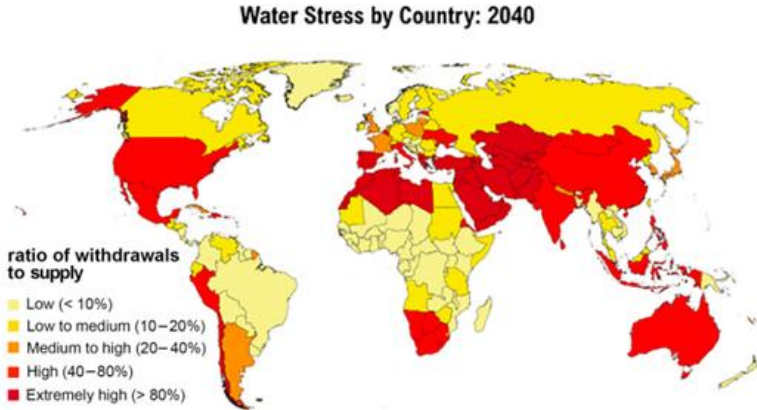 Water Stress by Country: 2040
ratio of withdrawals
to supply
Low (< 10%)
Low to medium (10–20%)
Medium to high (20–40%)
High (40–80%)
Extremely high (> 80%)